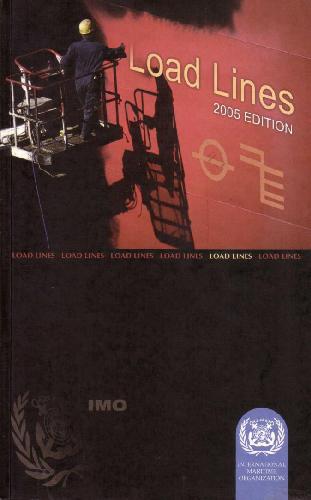 Load Lines
2005 EDITION
LOAD LINES LOAD LINES LOAD LINES LOAD LINES LOAD LINES LOAD LINES
IMO
INTERNATIONAL
MARITIME
ORGANIZATION